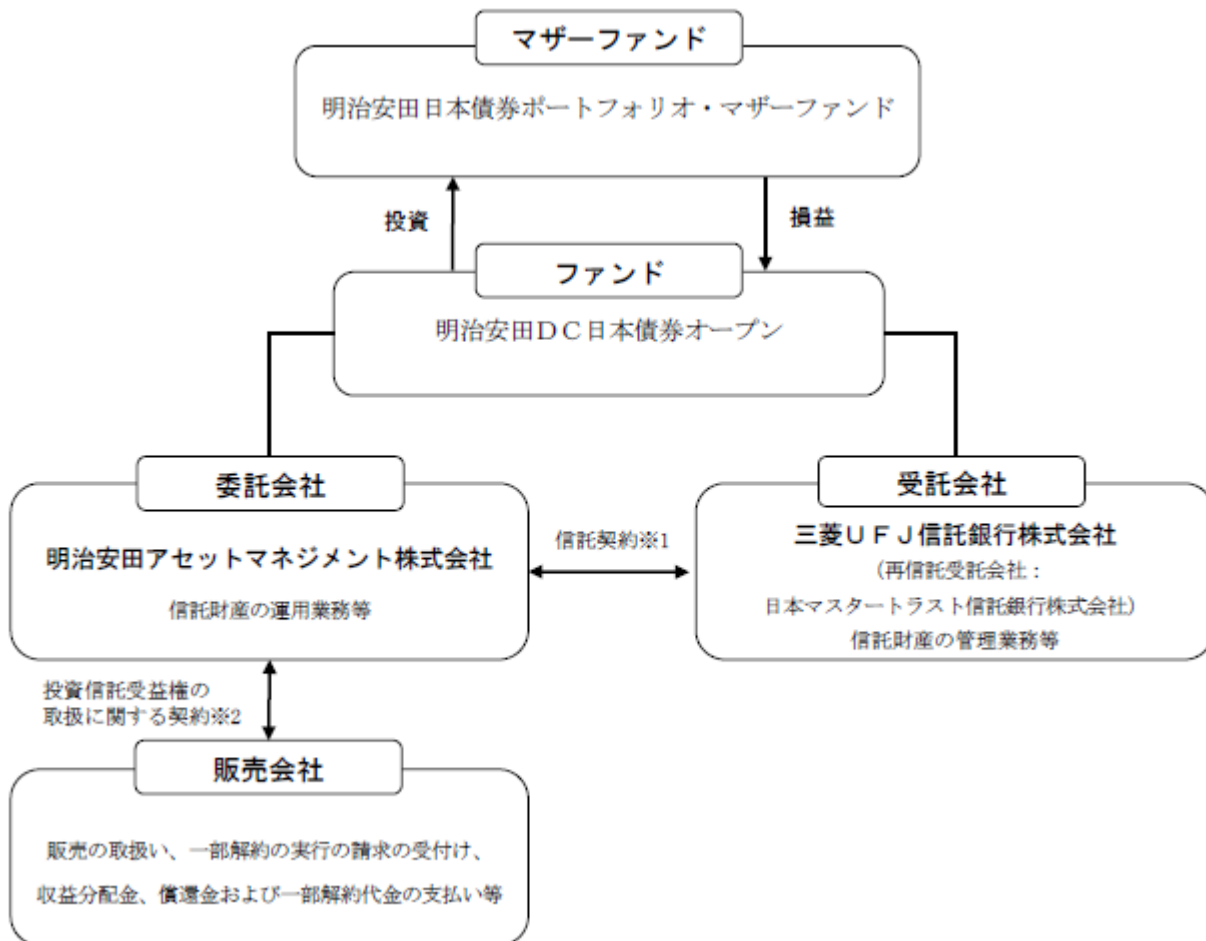 マザーファンド
明治安田日本債券ポートフォリオ・マザーファンド
投資
損益
ファンド
明治安田ＤＣ日本債券オープン
委託会社
明治安田アセットマネジメント株式会社
信託財産の運用業務等
信託契約※1
受託会社
三菱ＵＦＪ信託銀行株式会社
（再信託受託会社：
日本マスタートラスト信託銀行株式会社）
信託財産の管理業務等
投資信託受益権の
取扱に関する契約※2
販売会社
販売の取扱い、一部解約の実行の請求の受付け、
収益分配金、償還金および一部解約代金の支払い等